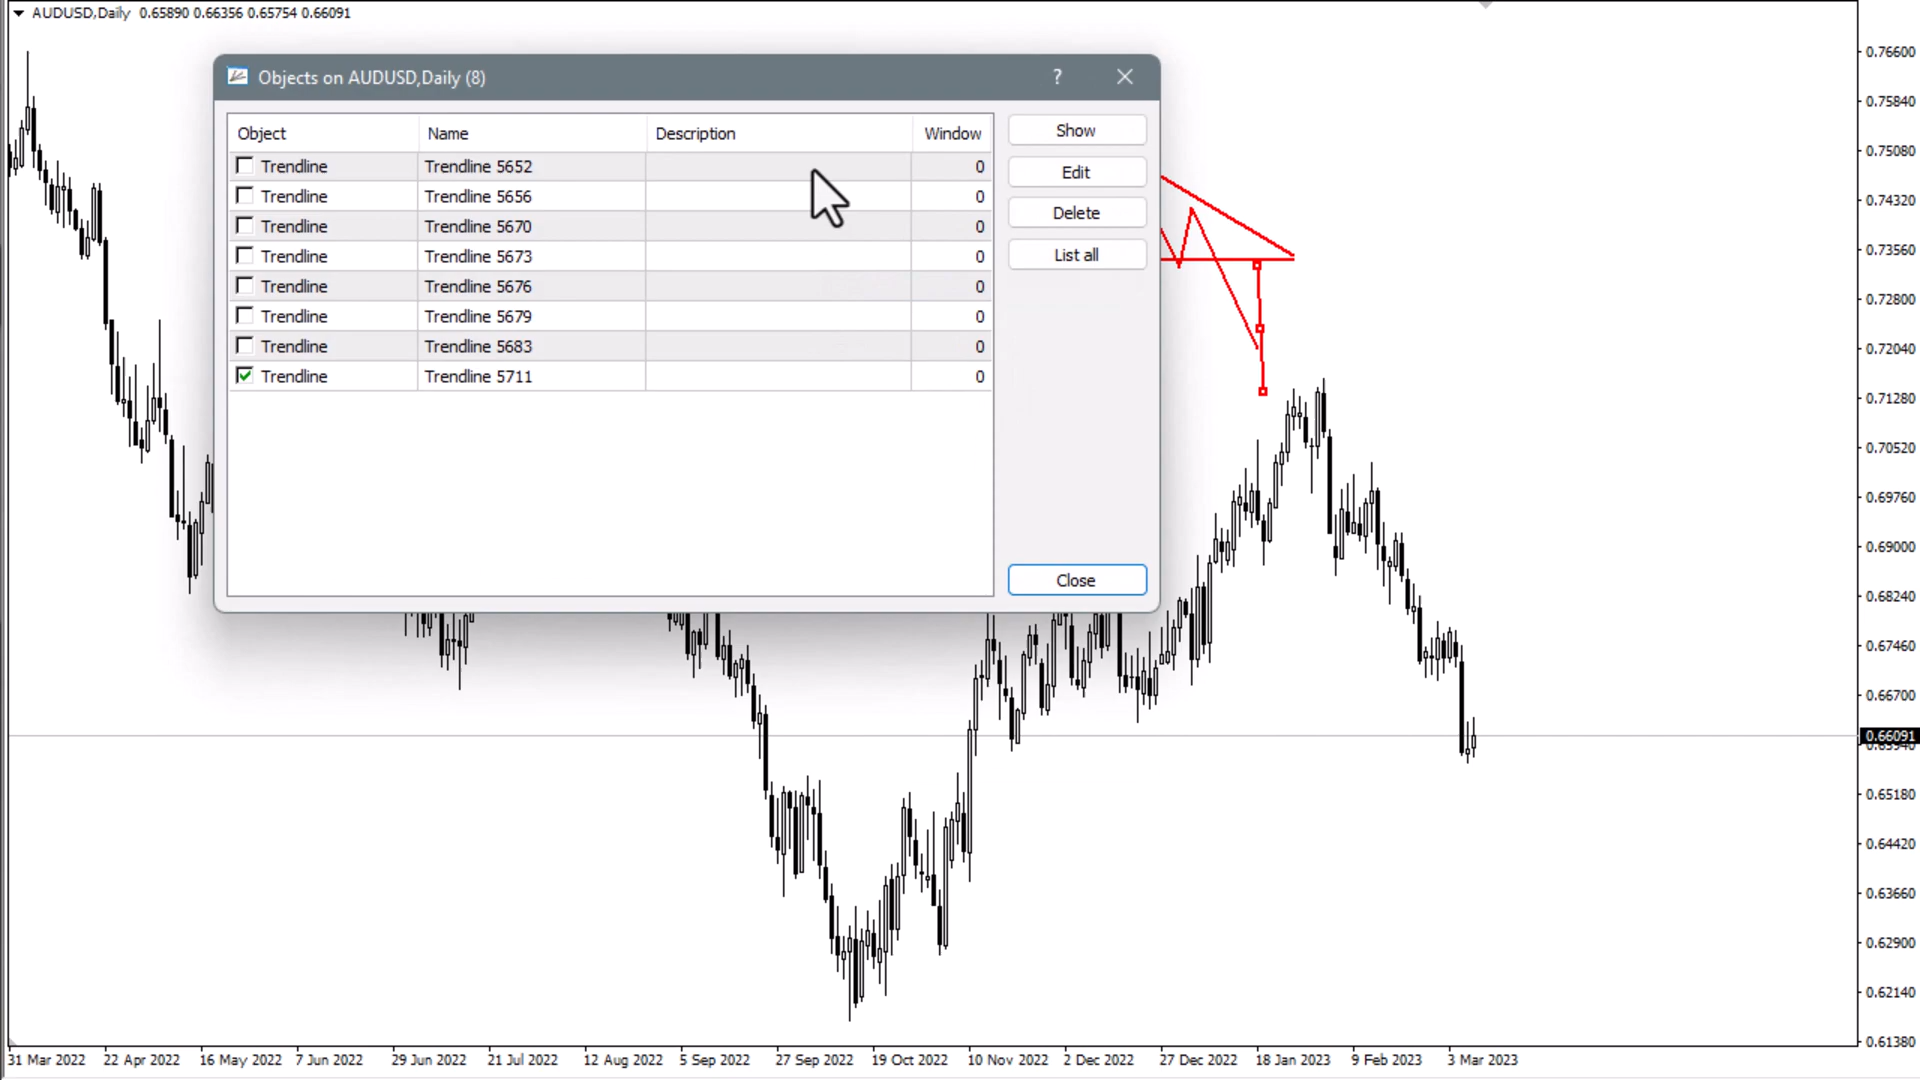 AUDUSD,Daily 0.65890 0.66356 0.65754 0.66091
Objects on AUDUSD,Daily (8)
?
Object Name Description Window
Trendline Trendline 5652 0
Trendline Trendline 5656 0
Trendline Trendline 5670 0
Trendline Trendline 5673 0
Trendline Trendline 5676 0
Trendline Trendline 5679 0
Trendline Trendline 5683 0
Trendline Trendline 5711 0
Show
Edit
Delete
List all
Close
0.76600
0.75840
0.75080
0.74320
0.73560
0.72800
0.72040
0.71280
0.70520
0.69760
0.69000
0.68240
0.67460
0.66700
0.66091
0.65940
0.65180
0.64420
0.63660
0.62900
0.62140
0.61380
31 Mar 2022 22 Apr 2022 16 May 2022 7 Jun 2022 29 Jun 2022 21 Jul 2022 12 Aug 2022 5 Sep 2022 27 Sep 2022 19 Oct 2022 10 Nov 2022 2 Dec 2022 27 Dec 2022 18 Jan 2023 9 Feb 2023 3 Mar 2023